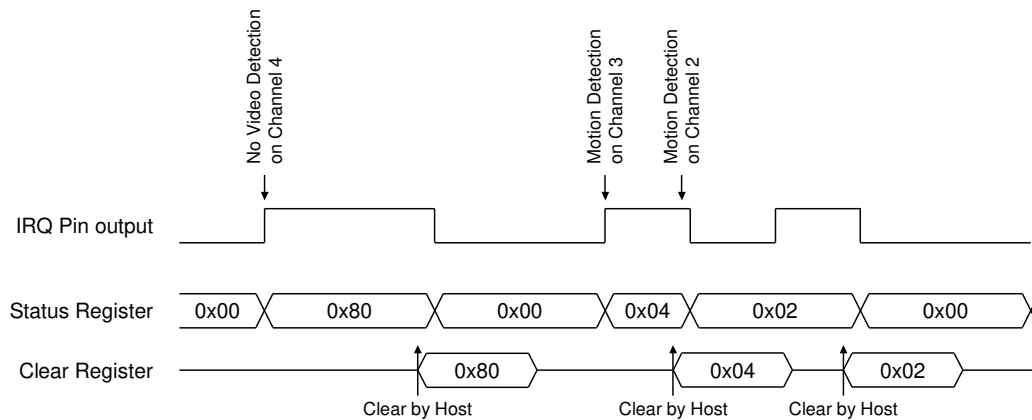 No Video Detection
on Channel 4
Motion Detection
on Channel 3
Motion Detection
on Channel 2
IRQ Pin output
Status Register
0x00
0x80
0x00
0x04
0x02
0x00
Clear Register
0x80
0x04
0x02
Clear by Host
Clear by Host
Clear by Host